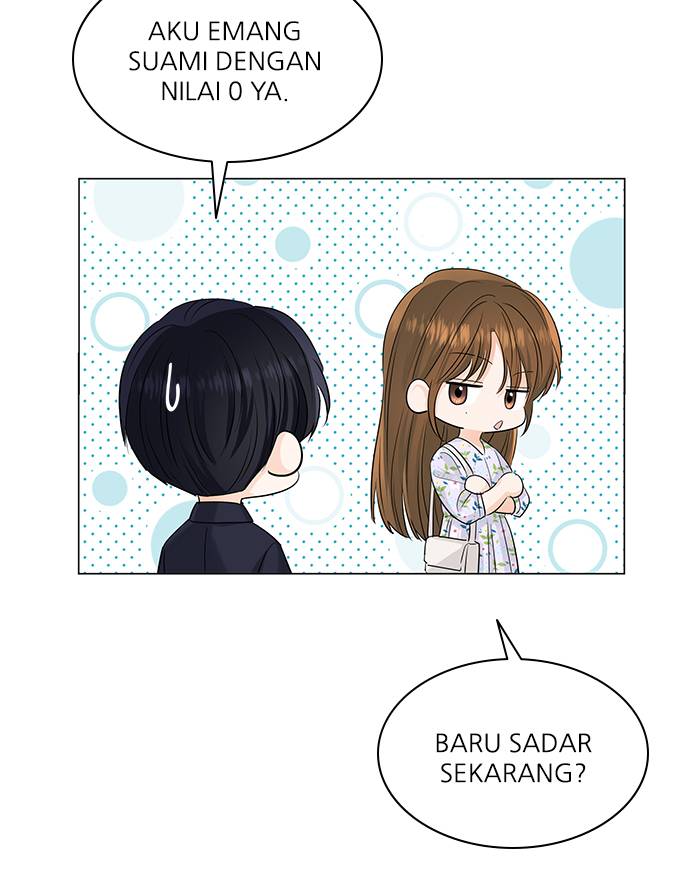 AKU EMANG
SUAMI DENGAN
NILAI 0 YA.
BARU SADAR
SEKARANG?